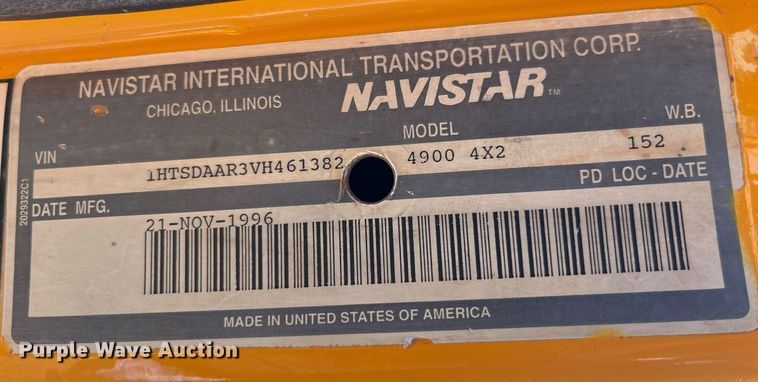 NAVISTAR INTERNATIONAL TRANSPORTATION CORP.
CHICAGO, ILLINOIS NAVISTAR™
VIN MODEL W.B.
1HTSDAAR3VH461382 4900 4X2 152
DATE MFG. PD LOC - DATE
21-NOV-1996
MADE IN UNITED STATES OF AMERICA
2029322C1
Purple Wave Auction